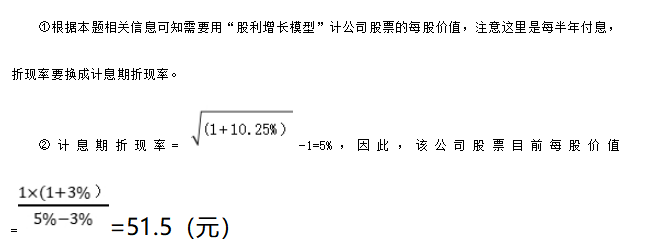 ①根据本题相关信息可知需要用“股利增长模型”计公司股票的每股价值，注意这里是每半年付息，
折现率要换成计息期折现率。
②计息期折现率=√(1+10.25%）-1=5%，因此，该公司股票目前每股价值
=1×(1+3%）/5%−3%=51.5（元）